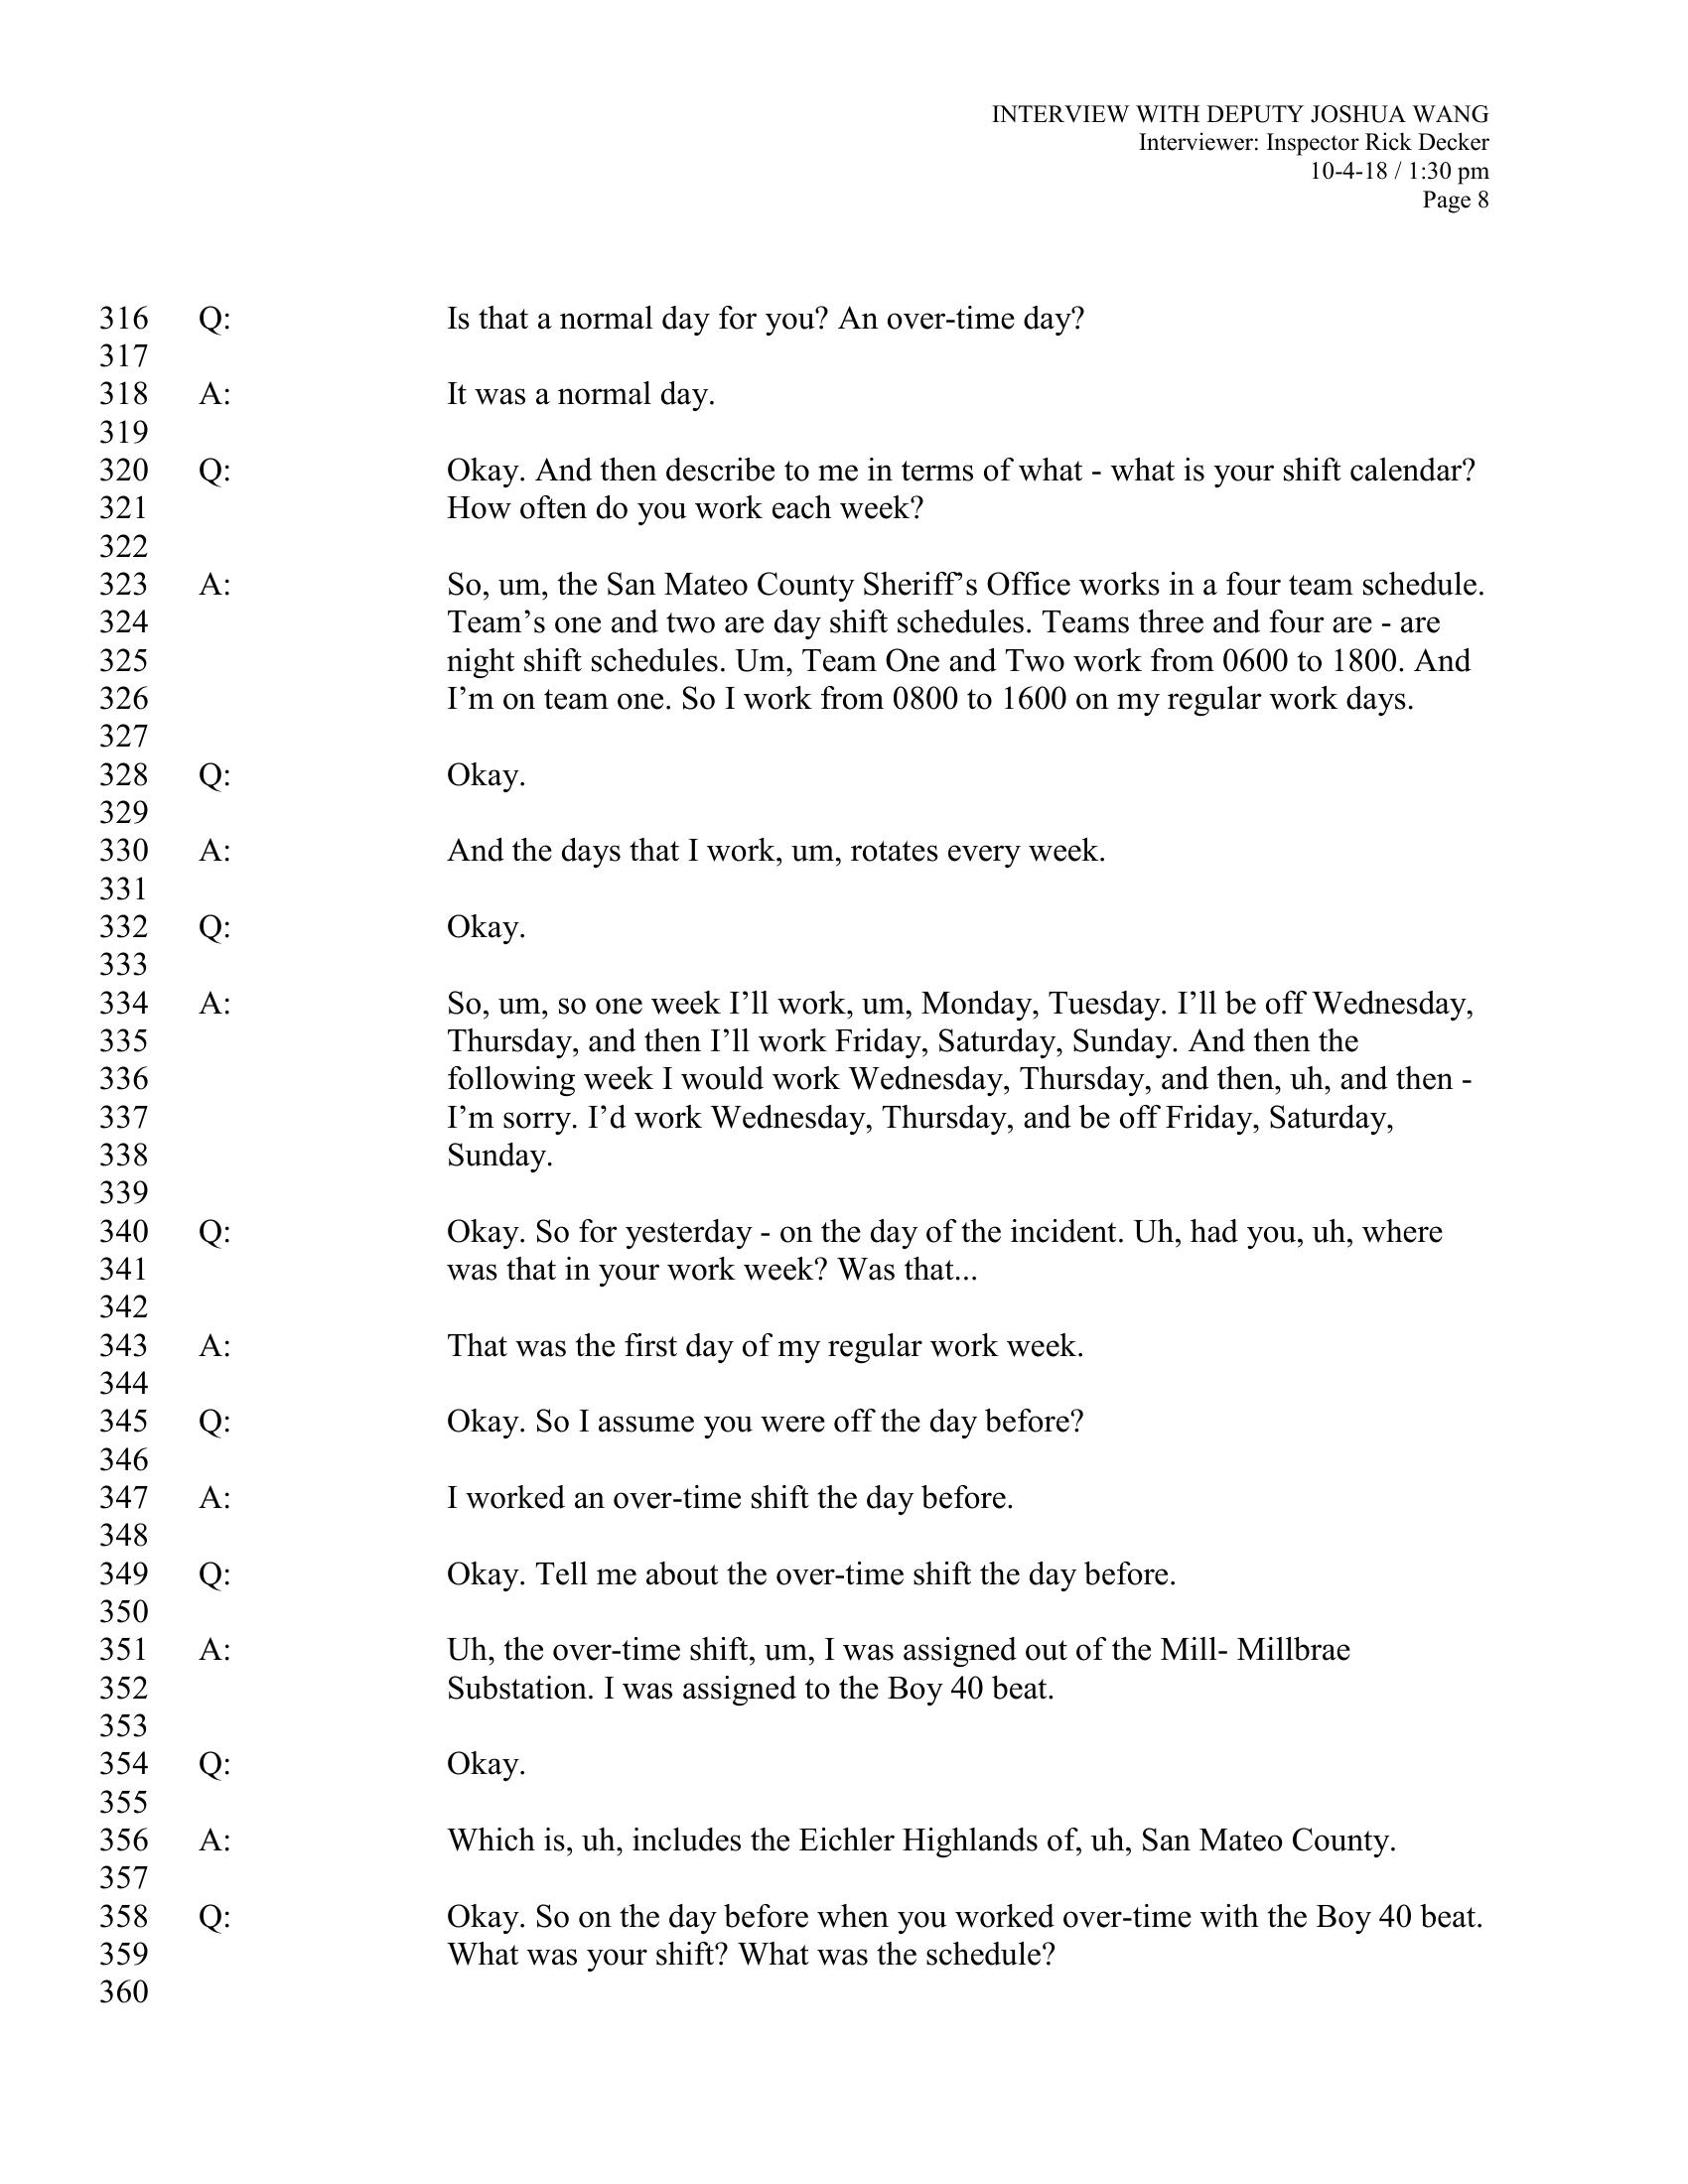 INTERVIEW WITH DEPUTY JOSHUA WANG
Interviewer: Inspector Rick Decker
10-4-18 / 1:30 pm
Page 8
316 Q: Is that a normal day for you? An over-time day?
317
318 A: It was a normal day.
319
320 Q: Okay. And then describe to me in terms of what - what is your shift calendar?
321 How often do you work each week?
322
323 A: So, um, the San Mateo County Sheriff’s Office works in a four team schedule.
324 Team’s one and two are day shift schedules. Teams three and four are - are
325 night shift schedules. Um, Team One and Two work from 0600 to 1800. And
326 I’m on team one. So I work from 0800 to 1600 on my regular work days.
327
328 Q: Okay.
329
330 A: And the days that I work, um, rotates every week.
331
332 Q: Okay.
333
334 A: So, um, so one week I’ll work, um, Monday, Tuesday. I’ll be off Wednesday,
335 Thursday, and then I’ll work Friday, Saturday, Sunday. And then the
336 following week I would work Wednesday, Thursday, and then, uh, and then -
337 I’m sorry. I’d work Wednesday, Thursday, and be off Friday, Saturday,
338 Sunday.
339
340 Q: Okay. So for yesterday - on the day of the incident. Uh, had you, uh, where
341 was that in your work week? Was that...
342
343 A: That was the first day of my regular work week.
344
345 Q: Okay. So I assume you were off the day before?
346
347 A: I worked an over-time shift the day before.
348
349 Q: Okay. Tell me about the over-time shift the day before.
350
351 A: Uh, the over-time shift, um, I was assigned out of the Mill- Millbrae
352 Substation. I was assigned to the Boy 40 beat.
353
354 Q: Okay.
355
356 A: Which is, uh, includes the Eichler Highlands of, uh, San Mateo County.
357
358 Q: Okay. So on the day before when you worked over-time with the Boy 40 beat.
359 What was your shift? What was the schedule?
360